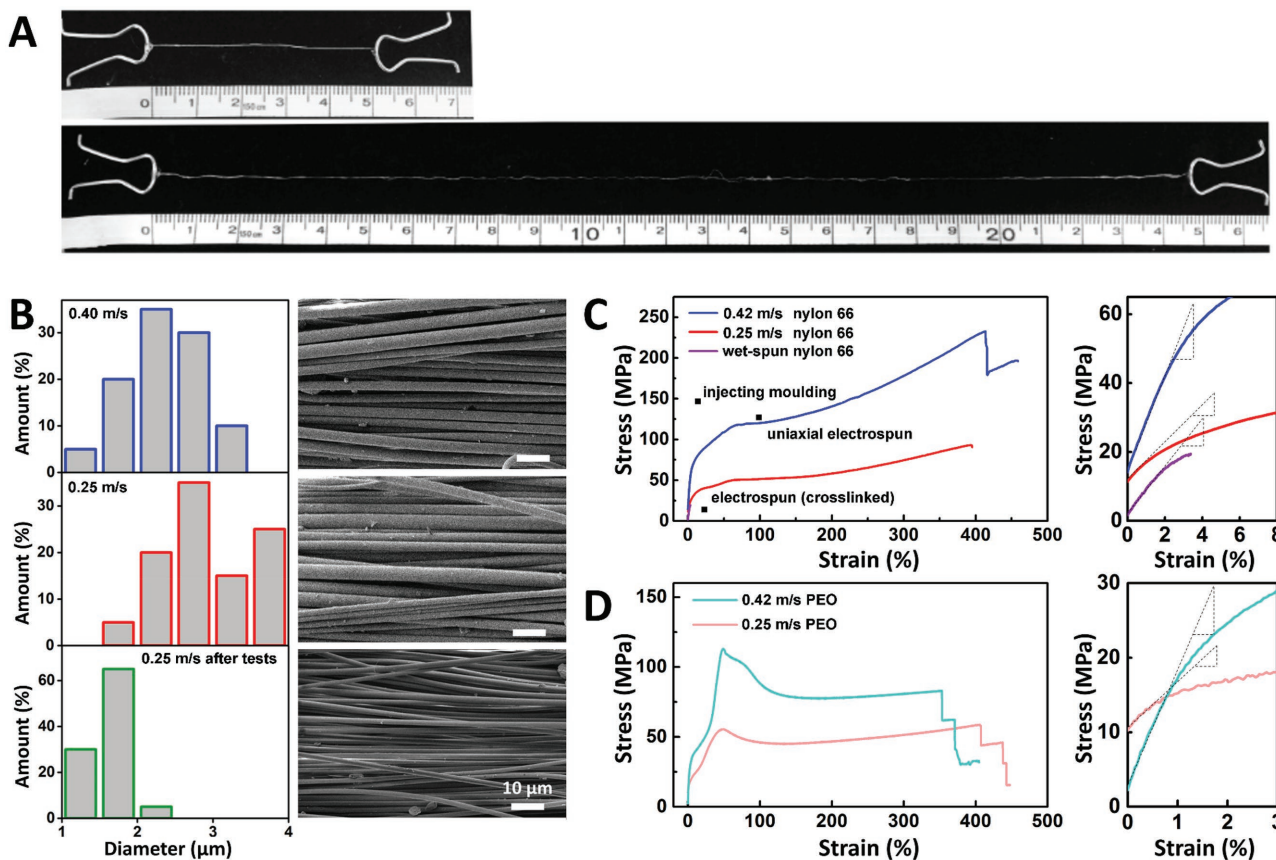 A
0 1 2 150 cm 3 4 5 6 7
0 1 2 150 cm 3 4 5 6 7 8 9 10 1 2 3 4 5 6 7 8 9 20 1 2 3 4 5 6
B
0.40 m/s
Amount (%)
30
20
10
0
0.25 m/s
Amount (%)
30
20
10
0
0.25 m/s after tests
Amount (%)
60
40
20
0
1 2 3 4
Diameter (µm)
10 µm
C
0.42 m/s nylon 66
0.25 m/s nylon 66
wet-spun nylon 66
injecting moulding
uniaxial electrospun
electrospun (crosslinked)
Stress (MPa)
250
200
150
100
50
0
0 100 200 300 400 500
Strain (%)
Stress (MPa)
60
40
20
0
0 2 4 6 8
Strain (%)
D
0.42 m/s PEO
0.25 m/s PEO
Stress (MPa)
150
100
50
0
0 100 200 300 400 500
Strain (%)
Stress (MPa)
30
20
10
0
0 1 2 3
Strain (%)